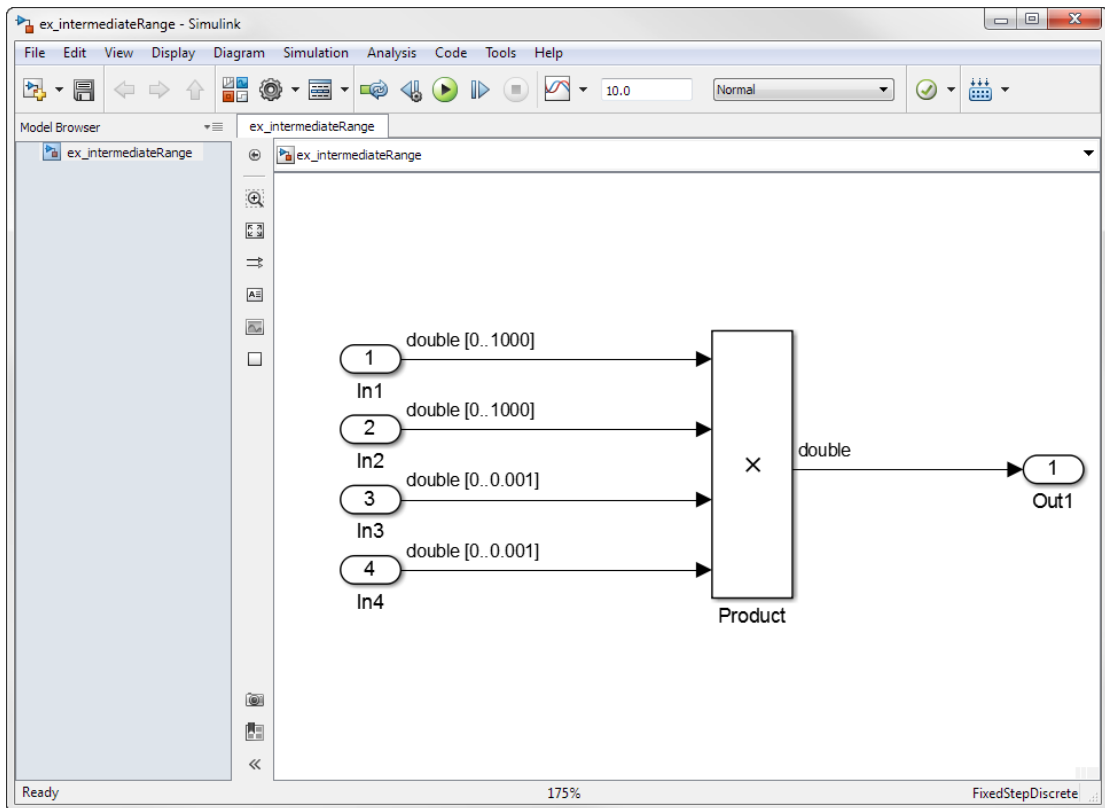 ex_intermediateRange - Simulink
File Edit View Display Diagram Simulation Analysis Code Tools Help
10.0 Normal
Model Browser
ex_intermediateRange
ex_intermediateRange
ex_intermediateRange
double [0..1000]
1
In1
double [0..1000]
2
In2
double [0..0.001]
3
In3
double [0..0.001]
4
In4
×
Product
double
1
Out1
Ready 175% FixedStepDiscrete